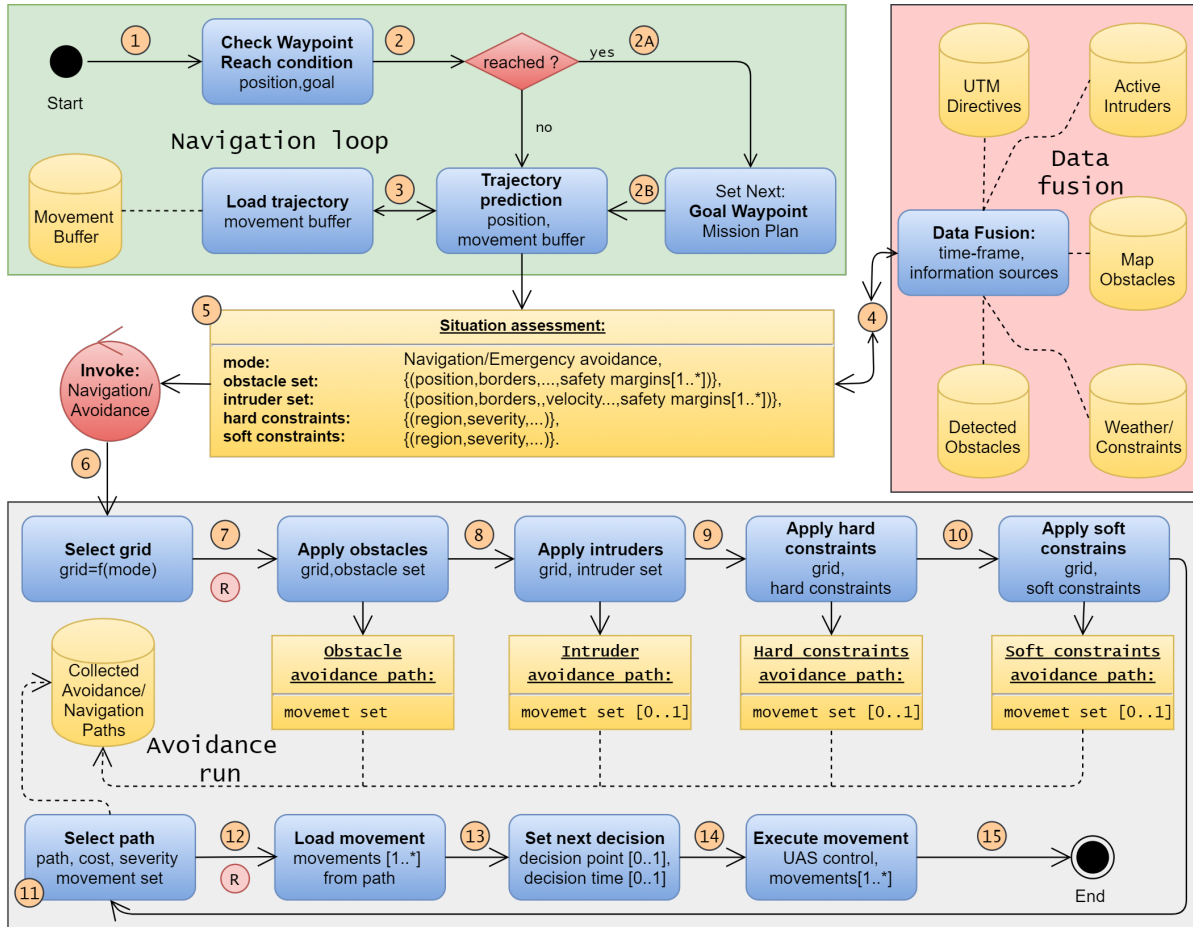 1
Check Waypoint
Reach condition
position,goal
2
reached ?
yes
2A
Start
no
Navigation loop
Movement
Buffer
Load trajectory
movement buffer
3
Trajectory
prediction
position,
movement buffer
2B
Set Next:
Goal Waypoint
Mission Plan
UTM
Directives
Active
Intruders
Data
fusion
Data Fusion:
time-frame,
information sources
Map
Obstacles
4
Detected
Obstacles
Weather/
Constraints
5
Situation assessment:
mode: Navigation/Emergency avoidance,
obstacle set: {(position,borders,...,safety margins[1..*])},
intruder set: {(position,borders,,velocity...,safety margins[1..*])},
hard constraints: {(region,severity,...)},
soft constraints: {(region,severity,...)}.
Invoke:
Navigation/
Avoidance
6
Select grid
grid=f(mode)
7
R
Apply obstacles
grid,obstacle set
8
Apply intruders
grid, intruder set
9
Apply hard
constraints
grid,
hard constraints
10
Apply soft
constrains
grid,
soft constraints
Collected
Avoidance/
Navigation
Paths
Obstacle
avoidance path:
movemet set
Intruder
avoidance path:
movemet set [0..1]
Hard constraints
avoidance path:
movemet set [0..1]
Soft constraints
avoidance path:
movemet set [0..1]
Avoidance
run
Select path
path, cost, severity
movement set
11
12
R
Load movement
movements [1..*]
from path
13
Set next decision
decision point [0..1],
decision time [0..1]
14
Execute movement
UAS control,
movements[1..*]
15
End